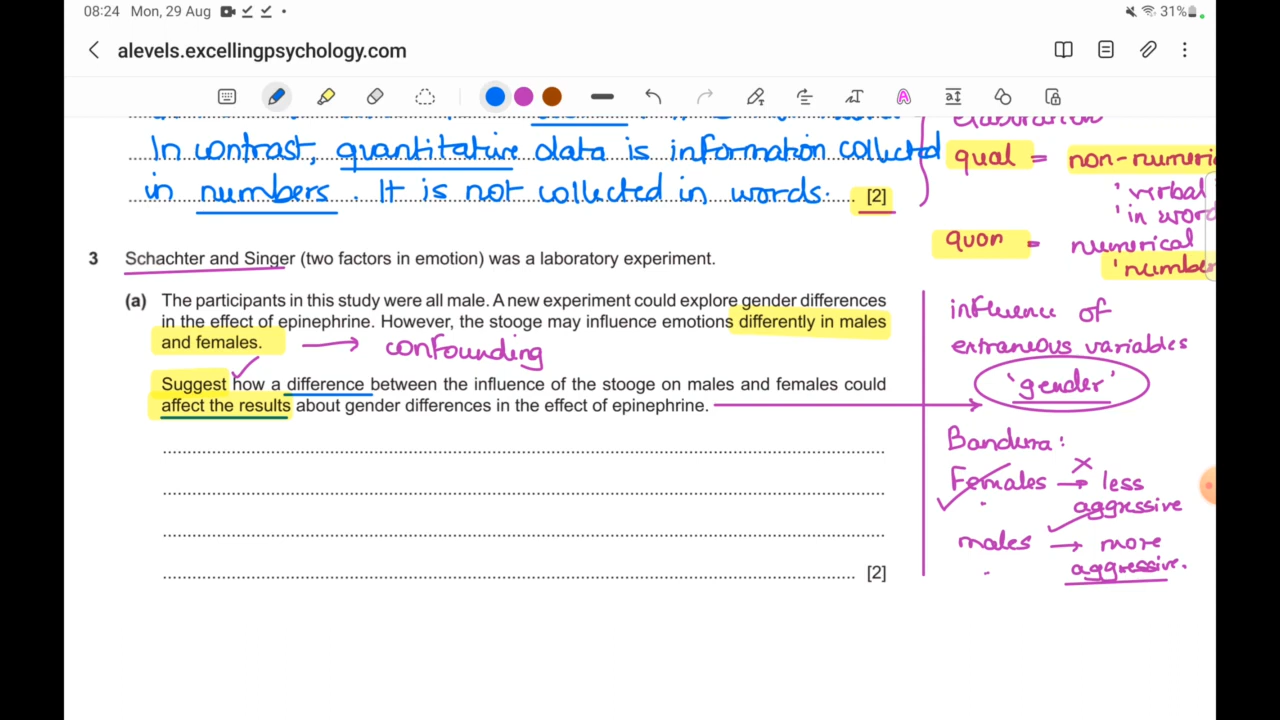 08:24 Mon, 29 Aug
31%
alevels.excellingpsychology.com
In contrast, quantitative data is information collected
in numbers. It is not collected in words. [2]
elaboration
qual = non-numeri
'verbal
'in word
quan = numerical
'number
3 Schachter and Singer (two factors in emotion) was a laboratory experiment.
(a) The participants in this study were all male. A new experiment could explore gender differences
in the effect of epinephrine. However, the stooge may influence emotions differently in males
and females. → confounding
Suggest how a difference between the influence of the stooge on males and females could
affect the results about gender differences in the effect of epinephrine.
[2]
influence of
extraneous variables
'gender'
Bandura:
Females → less
aggressive
males → more
aggressive.